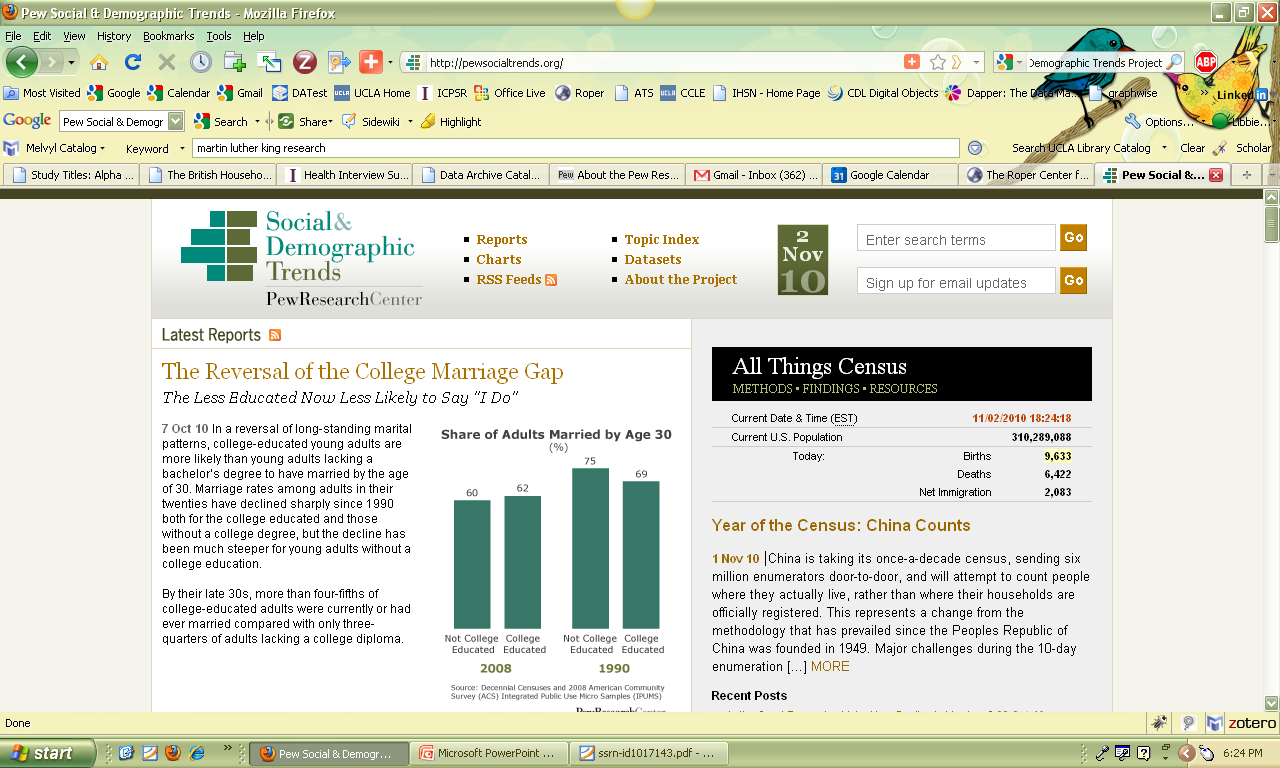 Pew Social & Demographic Trends - Mozilla Firefox
File Edit View History Bookmarks Tools Help
http://pewsocialtrends.org/
Demographic Trends Project
ABP
Most Visited Google Calendar Gmail DATest UCLA Home ICPSR Office Live Roper ATS CCLE IHSN - Home Page CDL Digital Objects Dapper: The Data Ma... graphwise LinkedIn
Google Pew Social & Demogr Search Share Sidewiki Highlight Options... Libbie...
Melvyl Catalog Keyword martin luther king research Search UCLA Library Catalog Clear Scholar
Study Titles: Alpha ... The British Househo... Health Interview Su... Data Archive Catal... About the Pew Res... Gmail - Inbox (362) ... Google Calendar The Roper Center f... Pew Social &...
Social&
Demographic
Trends
PewResearchCenter
Reports
Charts
RSS Feeds
Topic Index
Datasets
About the Project
2
Nov
10
Enter search terms Go
Sign up for email updates Go
Latest Reports
The Reversal of the College Marriage Gap
The Less Educated Now Less Likely to Say "I Do"
7 Oct 10 In a reversal of long-standing marital
patterns, college-educated young adults are
more likely than young adults lacking a
bachelor's degree to have married by the age
of 30. Marriage rates among adults in their
twenties have declined sharply since 1990
both for the college educated and those
without a college degree, but the decline has
been much steeper for young adults without a
college education.
By their late 30s, more than four-fifths of
college-educated adults were currently or had
ever married compared with only three-
quarters of adults lacking a college diploma.
Share of Adults Married by Age 30
(%)
60 62 75 69
Not College College Not College College
Educated Educated Educated Educated
2008 1990
Source: Decennial Censuses and 2008 American Community
Survey (ACS) Integrated Public Use Micro Samples (IPUMS)
PewResearchCenter
All Things Census
METHODS • FINDINGS • RESOURCES
Current Date & Time (EST) 11/02/2010 18:24:18
Current U.S. Population 310,289,088
Today: Births 9,633
Deaths 6,422
Net Immigration 2,083
Year of the Census: China Counts
1 Nov 10 China is taking its once-a-decade census, sending six
million enumerators door-to-door, and will attempt to count people
where they actually live, rather than where their households are
officially registered. This represents a change from the
methodology that has prevailed since the Peoples Republic of
China was founded in 1949. Major challenges during the 10-day
enumeration [...] MORE
Recent Posts
Done
zotero
start Pew Social & Demogr... Microsoft PowerPoint ... ssrn-id1017143.pdf - ... 6:24 PM